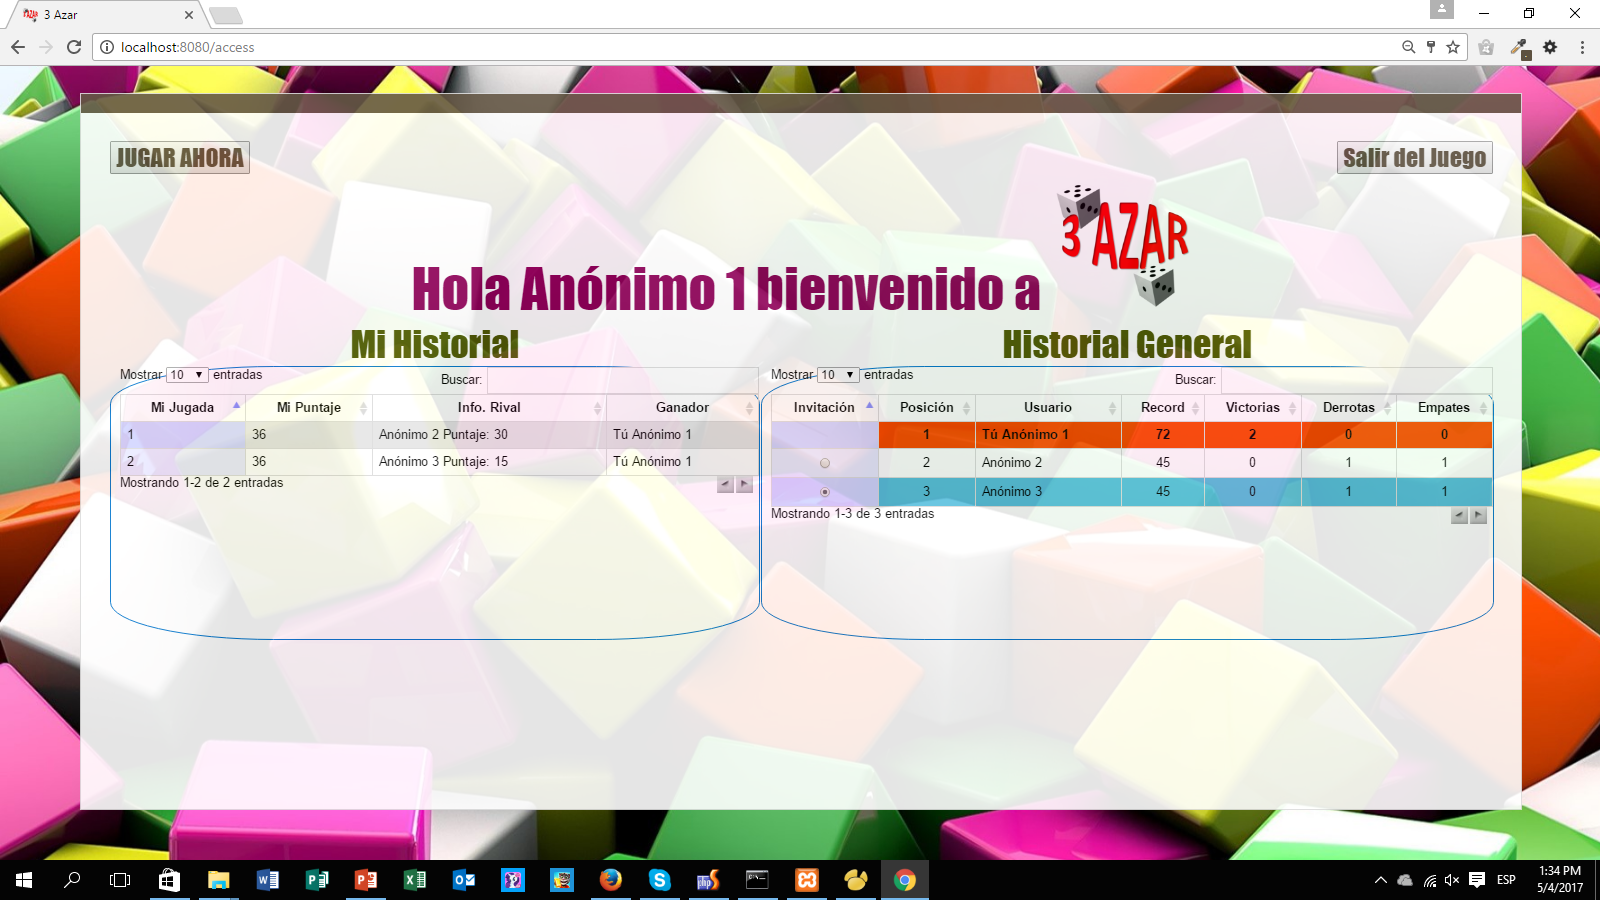 3 Azar
localhost:8080/access
JUGAR AHORA
Salir del Juego
3 AZAR
Hola Anónimo 1 bienvenido a
Mi Historial
Mostrar 10 entradas
Buscar:
Mi Jugada Mi Puntaje Info. Rival Ganador
1 36 Anónimo 2 Puntaje: 30 Tú Anónimo 1
2 36 Anónimo 3 Puntaje: 15 Tú Anónimo 1
Mostrando 1-2 de 2 entradas
Historial General
Mostrar 10 entradas
Buscar:
Invitación Posición Usuario Record Victorias Derrotas Empates
1 Tú Anónimo 1 72 2 0 0
2 Anónimo 2 45 0 1 1
3 Anónimo 3 45 0 1 1
Mostrando 1-3 de 3 entradas
ESP
1:34 PM
5/4/2017